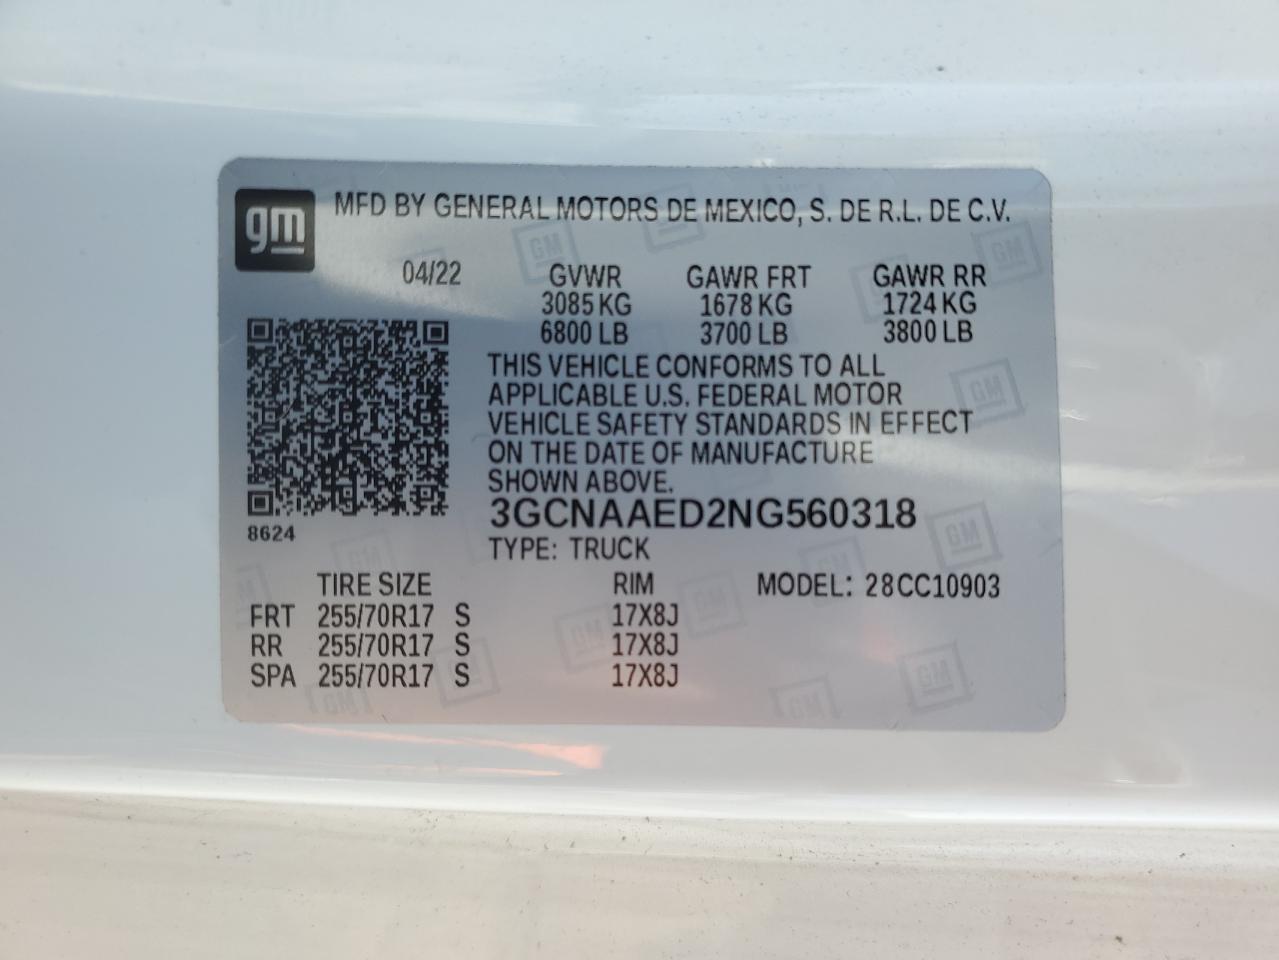 gm MFD BY GENERAL MOTORS DE MEXICO, S. DE R.L. DE C.V.
04/22 GVWR GAWR FRT GAWR RR
3085 KG 1678 KG 1724 KG
6800 LB 3700 LB 3800 LB
THIS VEHICLE CONFORMS TO ALL
APPLICABLE U.S. FEDERAL MOTOR
VEHICLE SAFETY STANDARDS IN EFFECT
ON THE DATE OF MANUFACTURE
SHOWN ABOVE.
3GCNAAED2NG560318
8624
TYPE: TRUCK
TIRE SIZE RIM MODEL: 28CC10903
FRT 255/70R17 S 17X8J
RR 255/70R17 S 17X8J
SPA 255/70R17 S 17X8J